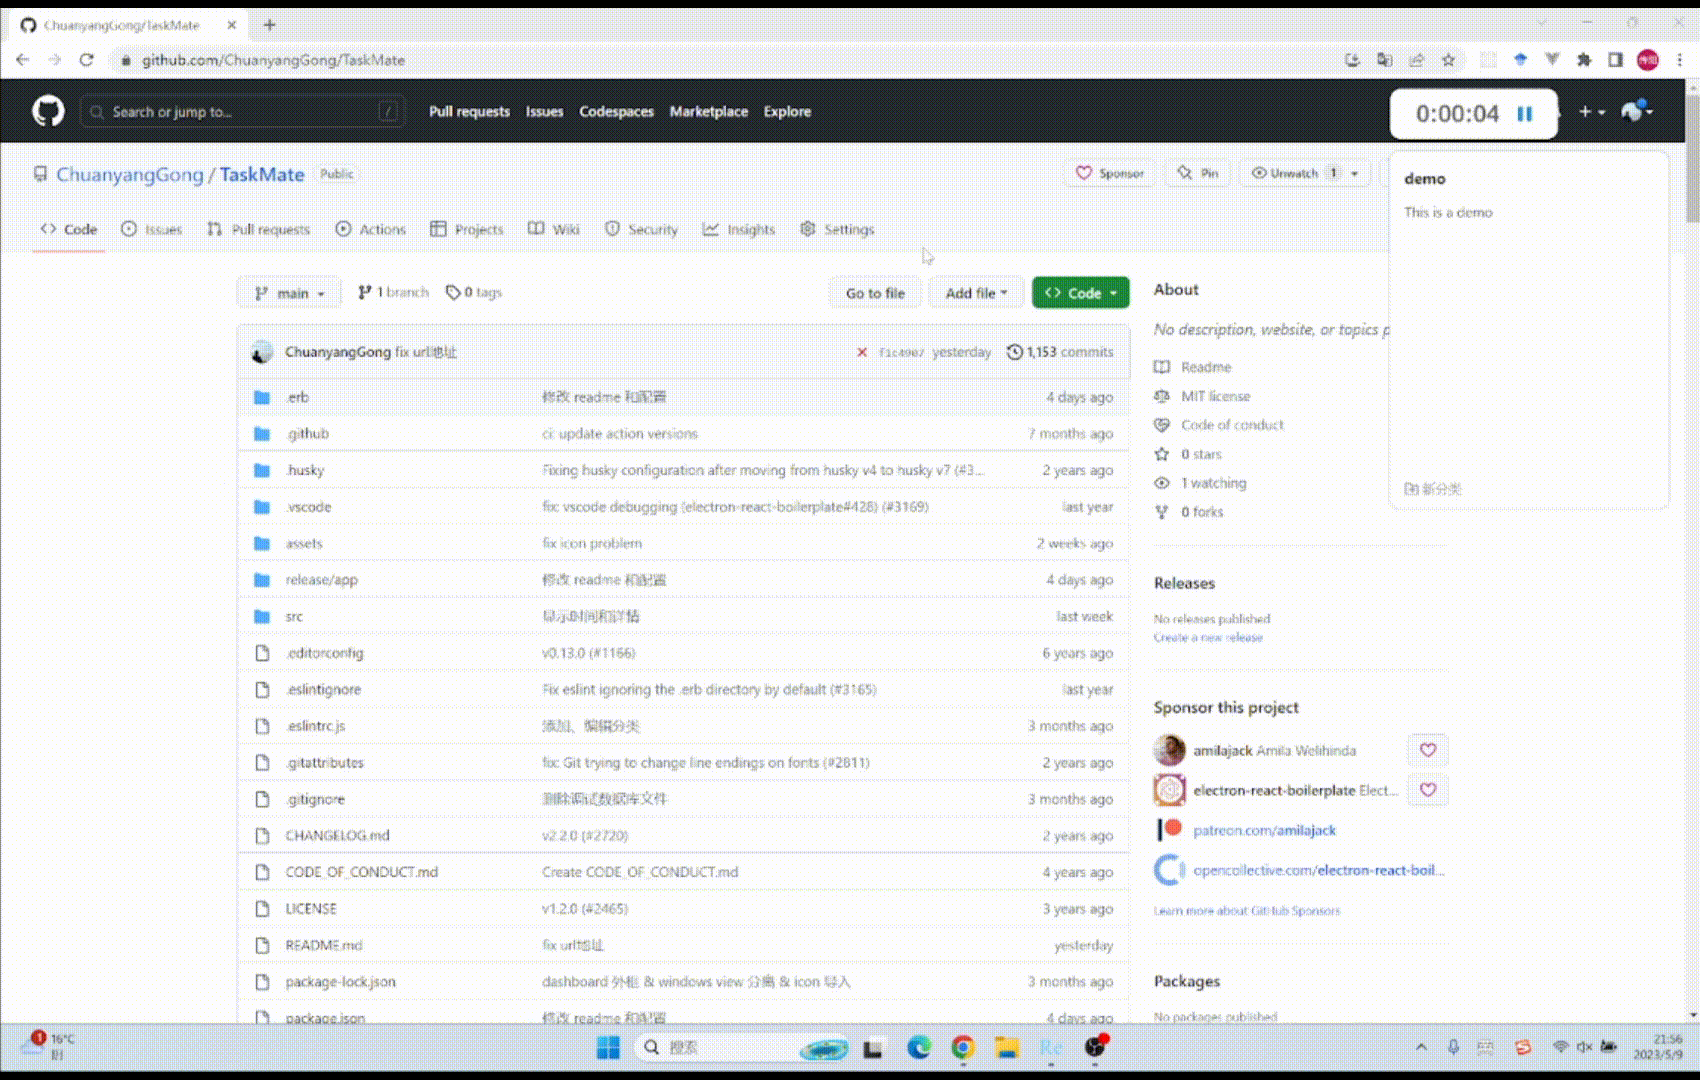 ChuanyangGong/TaskMate
github.com/ChuanyangGong/TaskMate
Search or jump to... /
Pull requests Issues Codespaces Marketplace Explore
0:00:04
ChuanyangGong / TaskMate Public
Sponsor Pin Unwatch 1
demo
This is a demo
新分类
Code Issues Pull requests Actions Projects Wiki Security Insights Settings
main 1 branch 0 tags Go to file Add file Code
ChuanyangGong fix url地址 f1c4907 yesterday 1,153 commits
.erb 修改 readme 和配置 4 days ago
.github ci: update action versions 7 months ago
.husky Fixing husky configuration after moving from husky v4 to husky v7 (#3... 2 years ago
.vscode fix: vscode debugging (electron-react-boilerplate#428) (#3169) last year
assets fix icon problem 2 weeks ago
release/app 修改 readme 和配置 4 days ago
src 显示时间和详情 last week
.editorconfig v0.13.0 (#1166) 6 years ago
.eslintignore Fix eslint ignoring the .erb directory by default (#3165) last year
.eslintrc.js 添加、编辑分类 3 months ago
.gitattributes fix: Git trying to change line endings on fonts (#2811) 2 years ago
.gitignore 删除调试数据库文件 3 months ago
CHANGELOG.md v2.2.0 (#2720) 2 years ago
CODE_OF_CONDUCT.md Create CODE_OF_CONDUCT.md 4 years ago
LICENSE v1.2.0 (#2465) 3 years ago
README.md fix url地址 yesterday
package-lock.json dashboard 外框 & windows view 分离 & icon 导入 3 months ago
package.json 修改 readme 和配置 4 days ago
About
No description, website, or topics p
Readme
MIT license
Code of conduct
0 stars
1 watching
0 forks
Releases
No releases published
Create a new release
Sponsor this project
amilajack Amila Welihinda
electron-react-boilerplate Elect...
patreon.com/amilajack
opencollective.com/electron-react-boil...
Learn more about GitHub Sponsors
Packages
No packages published
1 16°C
阴
搜索
Re
21:56
2023/5/9